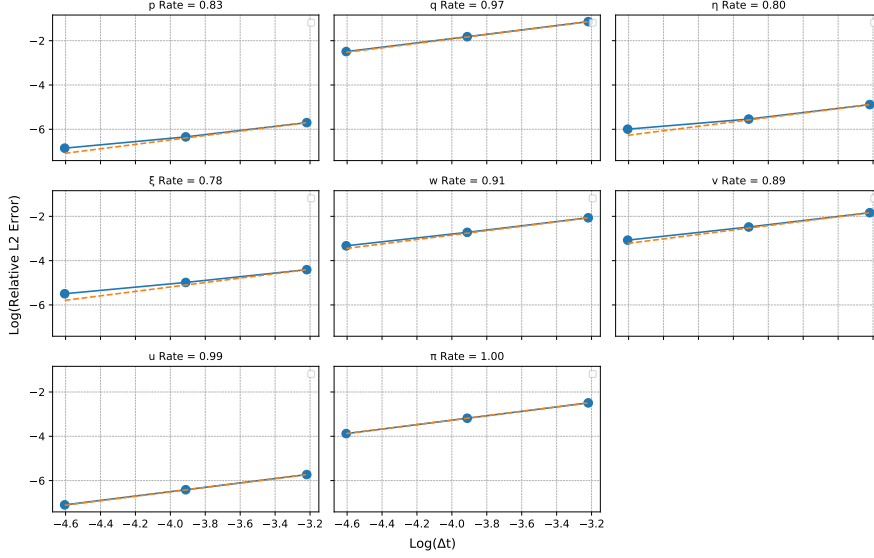 p Rate = 0.83
q Rate = 0.97
η Rate = 0.80
−2
−4
−6
ξ Rate = 0.78
w Rate = 0.91
v Rate = 0.89
−2
−4
−6
Log(Relative L2 Error)
u Rate = 0.99
π Rate = 1.00
−2
−4
−6
−4.6 −4.4 −4.2 −4.0 −3.8 −3.6 −3.4 −3.2
−4.6 −4.4 −4.2 −4.0 −3.8 −3.6 −3.4 −3.2
Log(Δt)